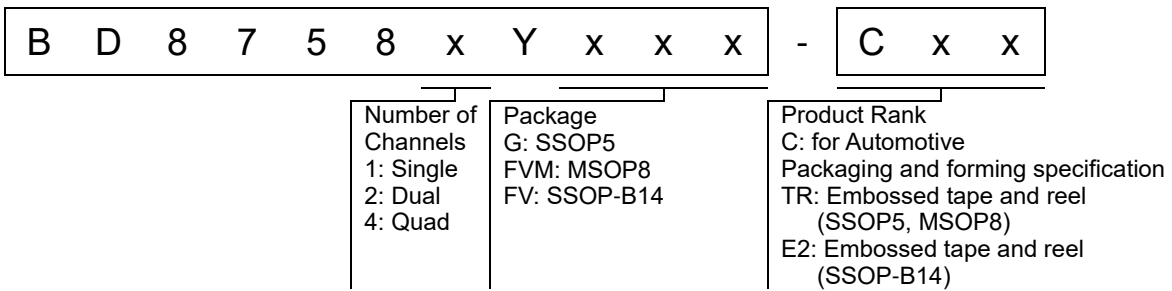 B D 8 7 5 8 x Y x x x - C x x
Number of
Channels
1: Single
2: Dual
4: Quad
Package
G: SSOP5
FVM: MSOP8
FV: SSOP-B14
Product Rank
C: for Automotive
Packaging and forming specification
TR: Embossed tape and reel
(SSOP5, MSOP8)
E2: Embossed tape and reel
(SSOP-B14)